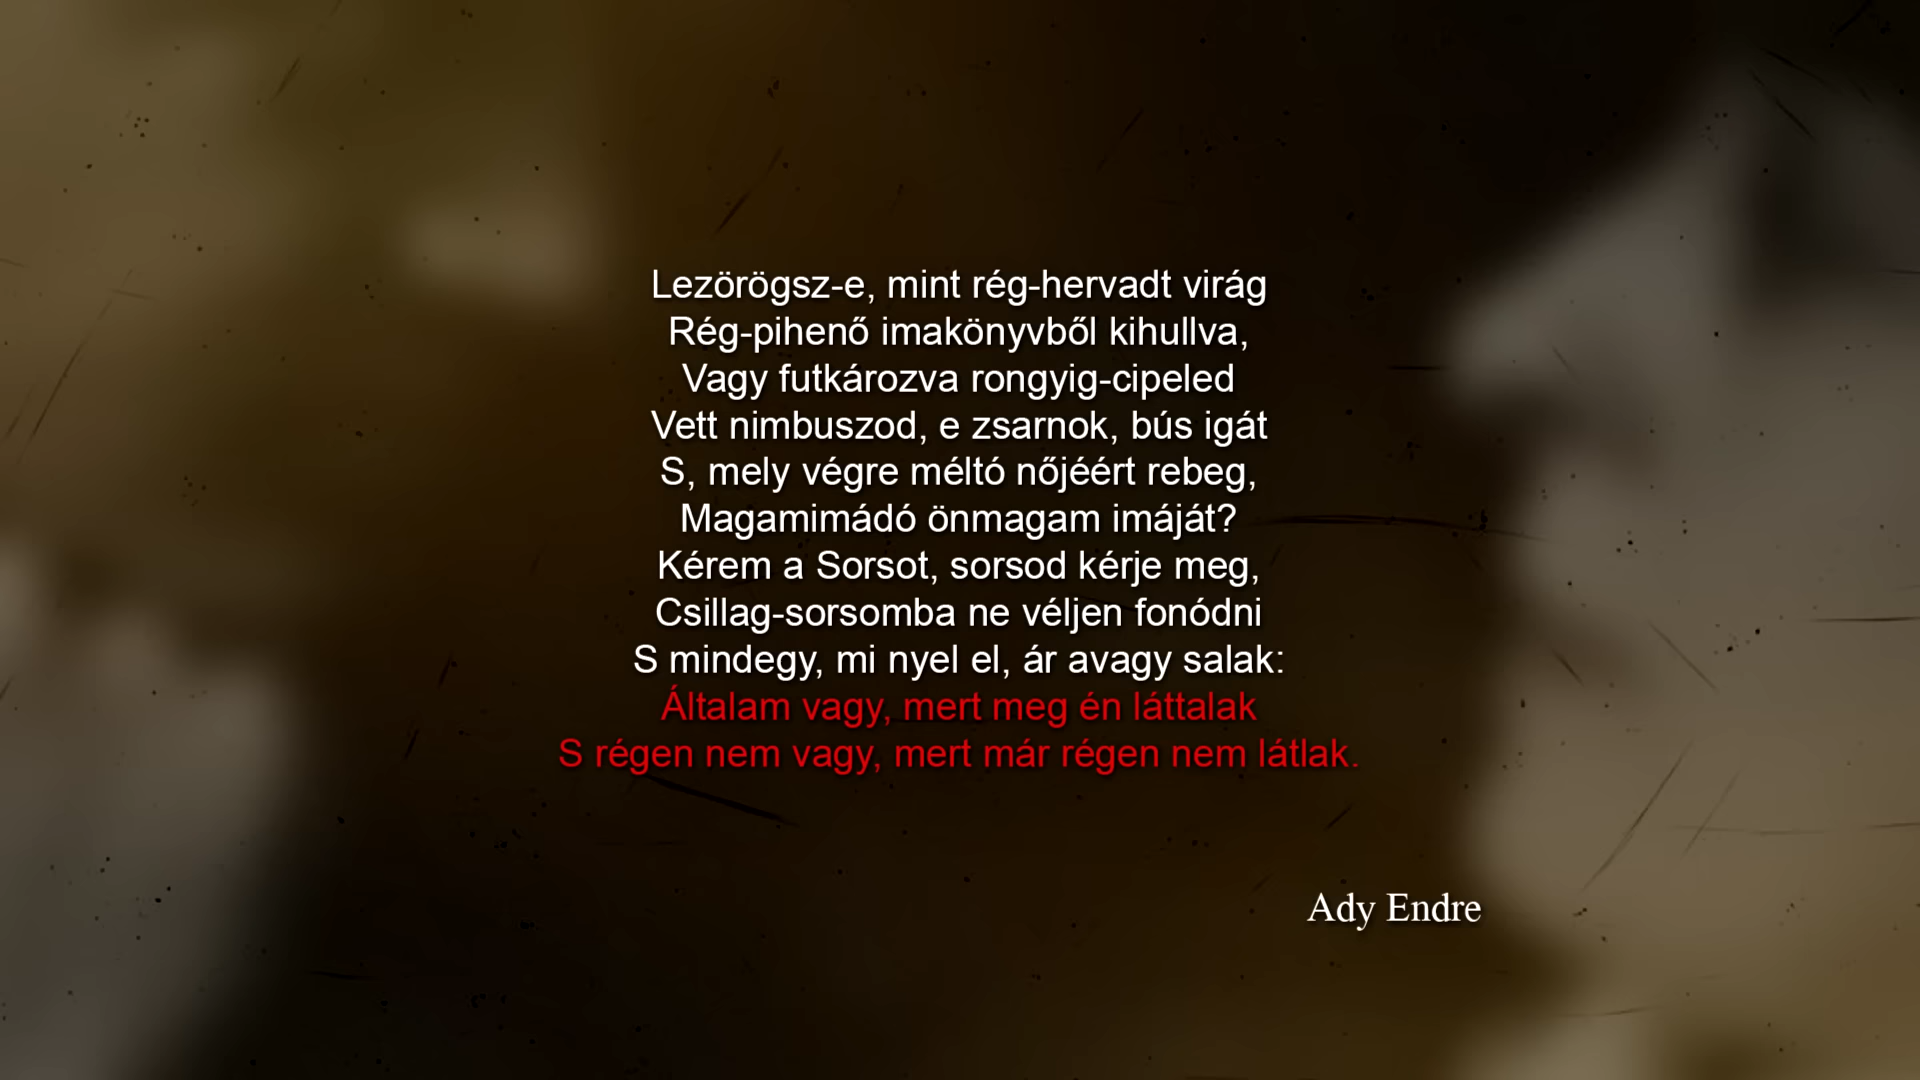 Lezörögsz-e, mint rég-hervadt virág
Rég-pihenő imakönyvből kihullva,
Vagy futkározva rongyig-cipeled
Vett nimbuszod, e zsarnok, bús igát
S, mely végre méltó nőjéért rebeg,
Magamimádó önmagam imáját?
Kérem a Sorsot, sorsod kérje meg,
Csillag-sorsomba ne véljen fonódni
S mindegy, mi nyel el, ár avagy salak:
Általam vagy, mert meg én láttalak
S régen nem vagy, mert már régen nem látlak.
Ady Endre